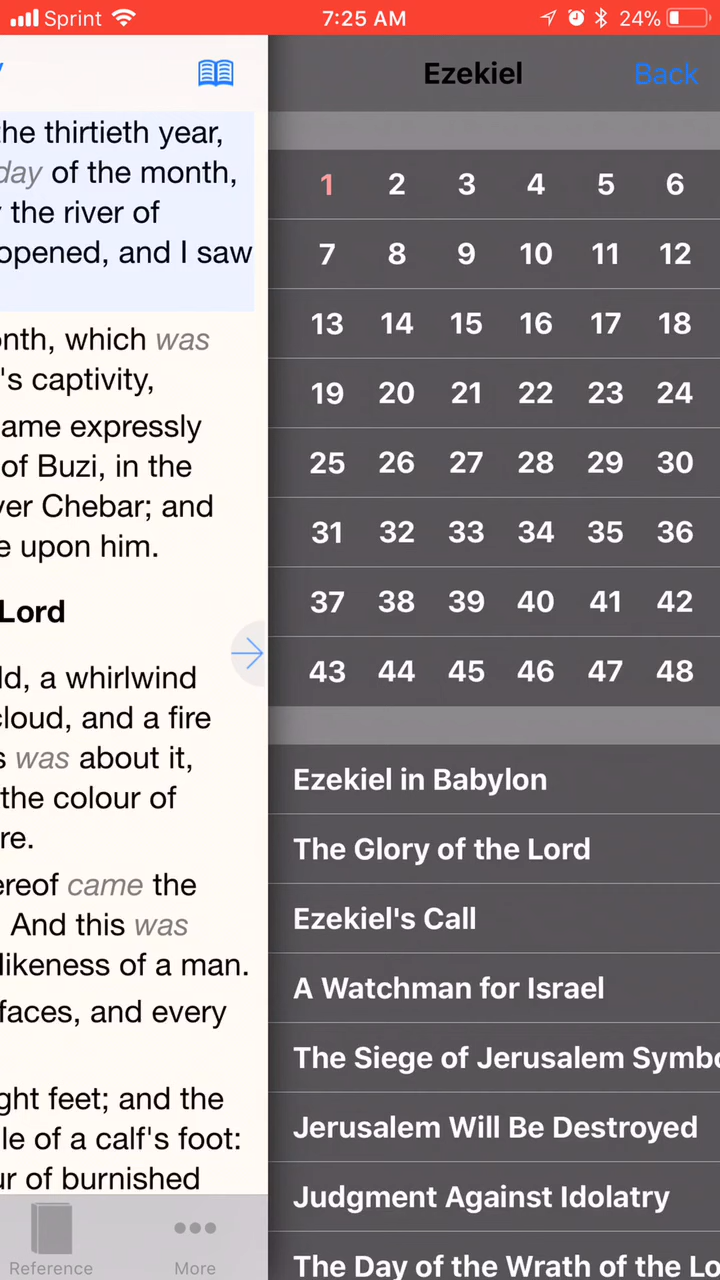 Sprint 7:25 AM 24%
the thirtieth year,
day of the month,
the river of
opened, and I saw
onth, which was
's captivity,
ame expressly
of Buzi, in the
ver Chebar; and
e upon him.
Lord
ld, a whirlwind
cloud, and a fire
s was about it,
the colour of
re.
ereof came the
And this was
likeness of a man.
faces, and every
ght feet; and the
le of a calf's foot:
ur of burnished
Reference More
Ezekiel Back
1 2 3 4 5 6
7 8 9 10 11 12
13 14 15 16 17 18
19 20 21 22 23 24
25 26 27 28 29 30
31 32 33 34 35 36
37 38 39 40 41 42
43 44 45 46 47 48
Ezekiel in Babylon
The Glory of the Lord
Ezekiel's Call
A Watchman for Israel
The Siege of Jerusalem Symbo
Jerusalem Will Be Destroyed
Judgment Against Idolatry
The Day of the Wrath of the Lo